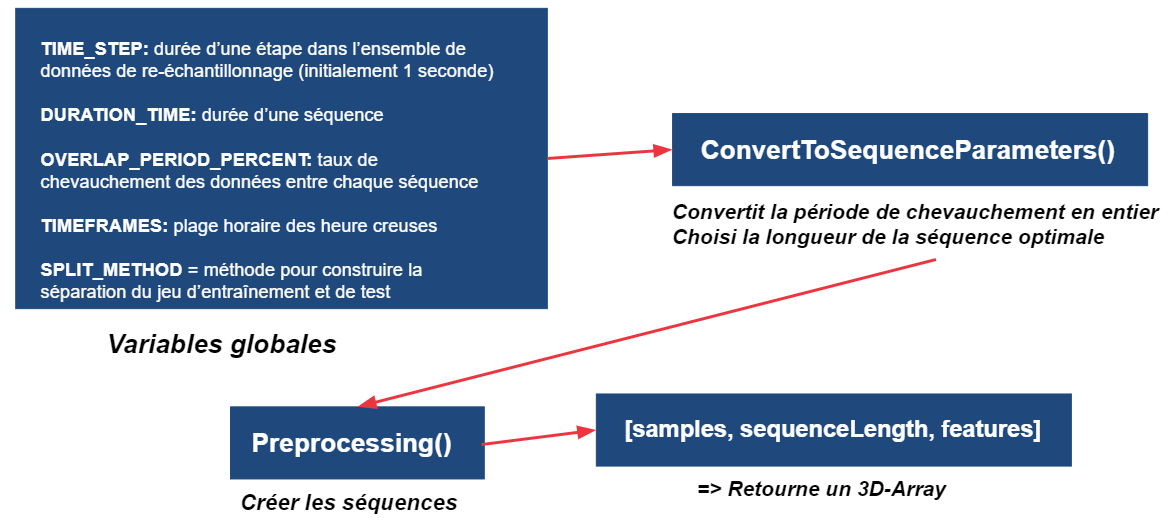 TIME_STEP: durée d’une étape dans l’ensemble de
données de re-échantillonnage (initialement 1 seconde)
DURATION_TIME: durée d’une séquence
OVERLAP_PERIOD_PERCENT: taux de
chevauchement des données entre chaque séquence
TIMEFRAMES: plage horaire des heure creuses
SPLIT_METHOD = méthode pour construire la
séparation du jeu d’entraînement et de test
Variables globales
ConvertToSequenceParameters()
Convertit la période de chevauchement en entier
Choisi la longueur de la séquence optimale
Preprocessing()
Créer les séquences
[samples, sequenceLength, features]
=> Retourne un 3D-Array